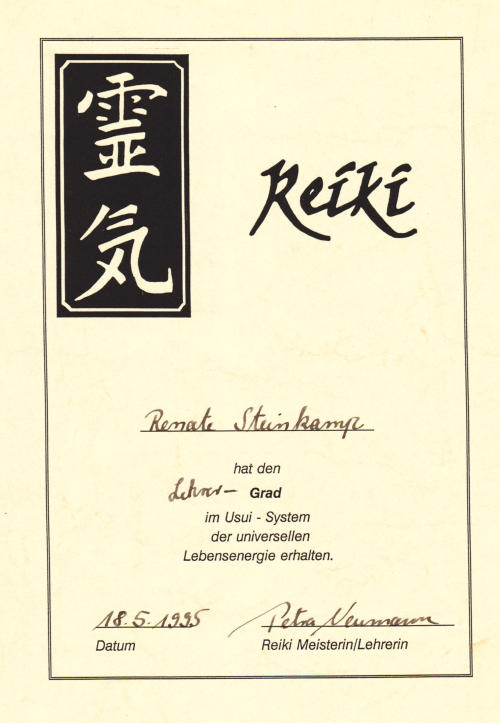 靈気
Reiki
Renate Steinkamp
hat den
Lehrer- Grad
im Usui - System
der universellen
Lebensenergie erhalten.
18.5.1995 Petra Neumann
Datum Reiki Meisterin/Lehrerin